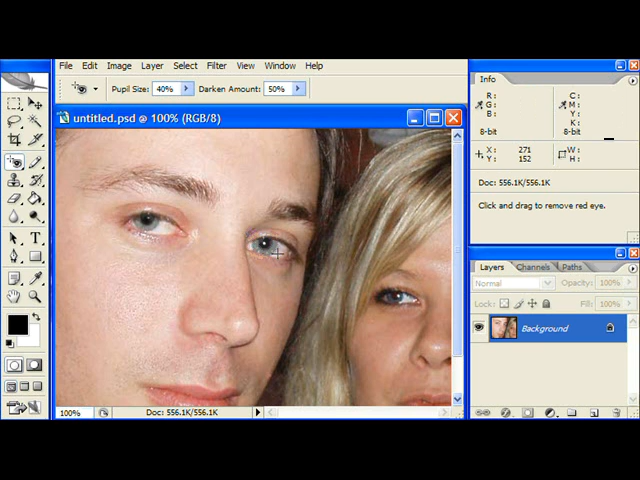 File Edit Image Layer Select Filter View Window Help
Pupil Size: 40% Darken Amount: 50%
untitled.psd @ 100% (RGB/8)
100% Doc: 556.1K/556.1K
Info
R: C:
G: M:
B: Y:
K:
8-bit 8-bit
X: 271 W:
Y: 152 H:
Doc: 556.1K/556.1K
Click and drag to remove red eye.
Layers Channels Paths
Normal Opacity: 100%
Lock: Fill: 100%
Background
T